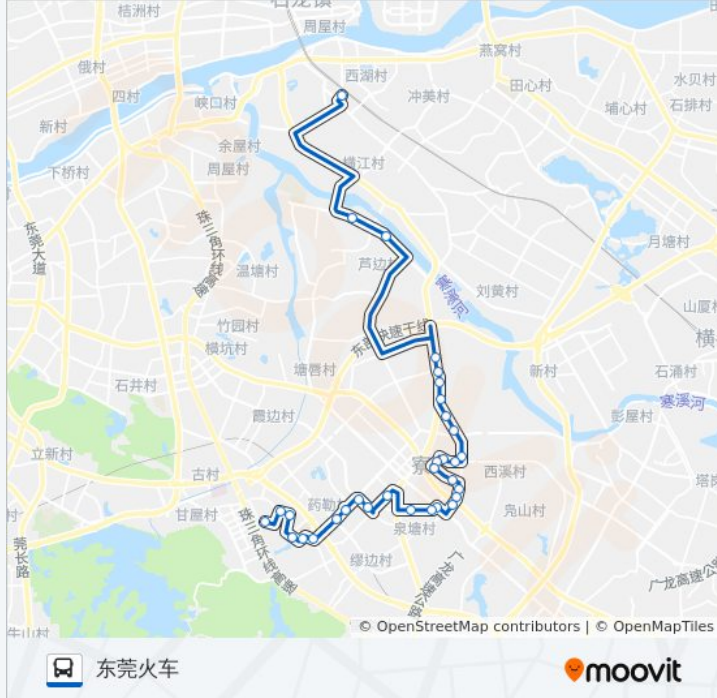 桔洲村
石龙镇
周屋村
燕窝村
俄村
西湖村
水贝村
四村
峡口村
冲美村
田心村
埔心村
石排村
新村
余屋村
下桥村
周屋村
横江村
珠三角环线
东莞大道
月塘村
温塘村
芦边村
寒溪河
刘黄村
山厦村
竹园村
横
横坑村
东部快速干线
塘唇村
新村
石涌村
石井村
寒溪河
霞边村
彭屋村
立新村
古村
寮
西溪村
塔岗
药勒村
甘屋村
凫山村
村
泉塘村
珠三角环线高速
莞长路
缪边村
广龙高速公路
广龙高速公路
牛山村
© OpenStreetMap contributors | © OpenMapTiles
东莞火车
moovit